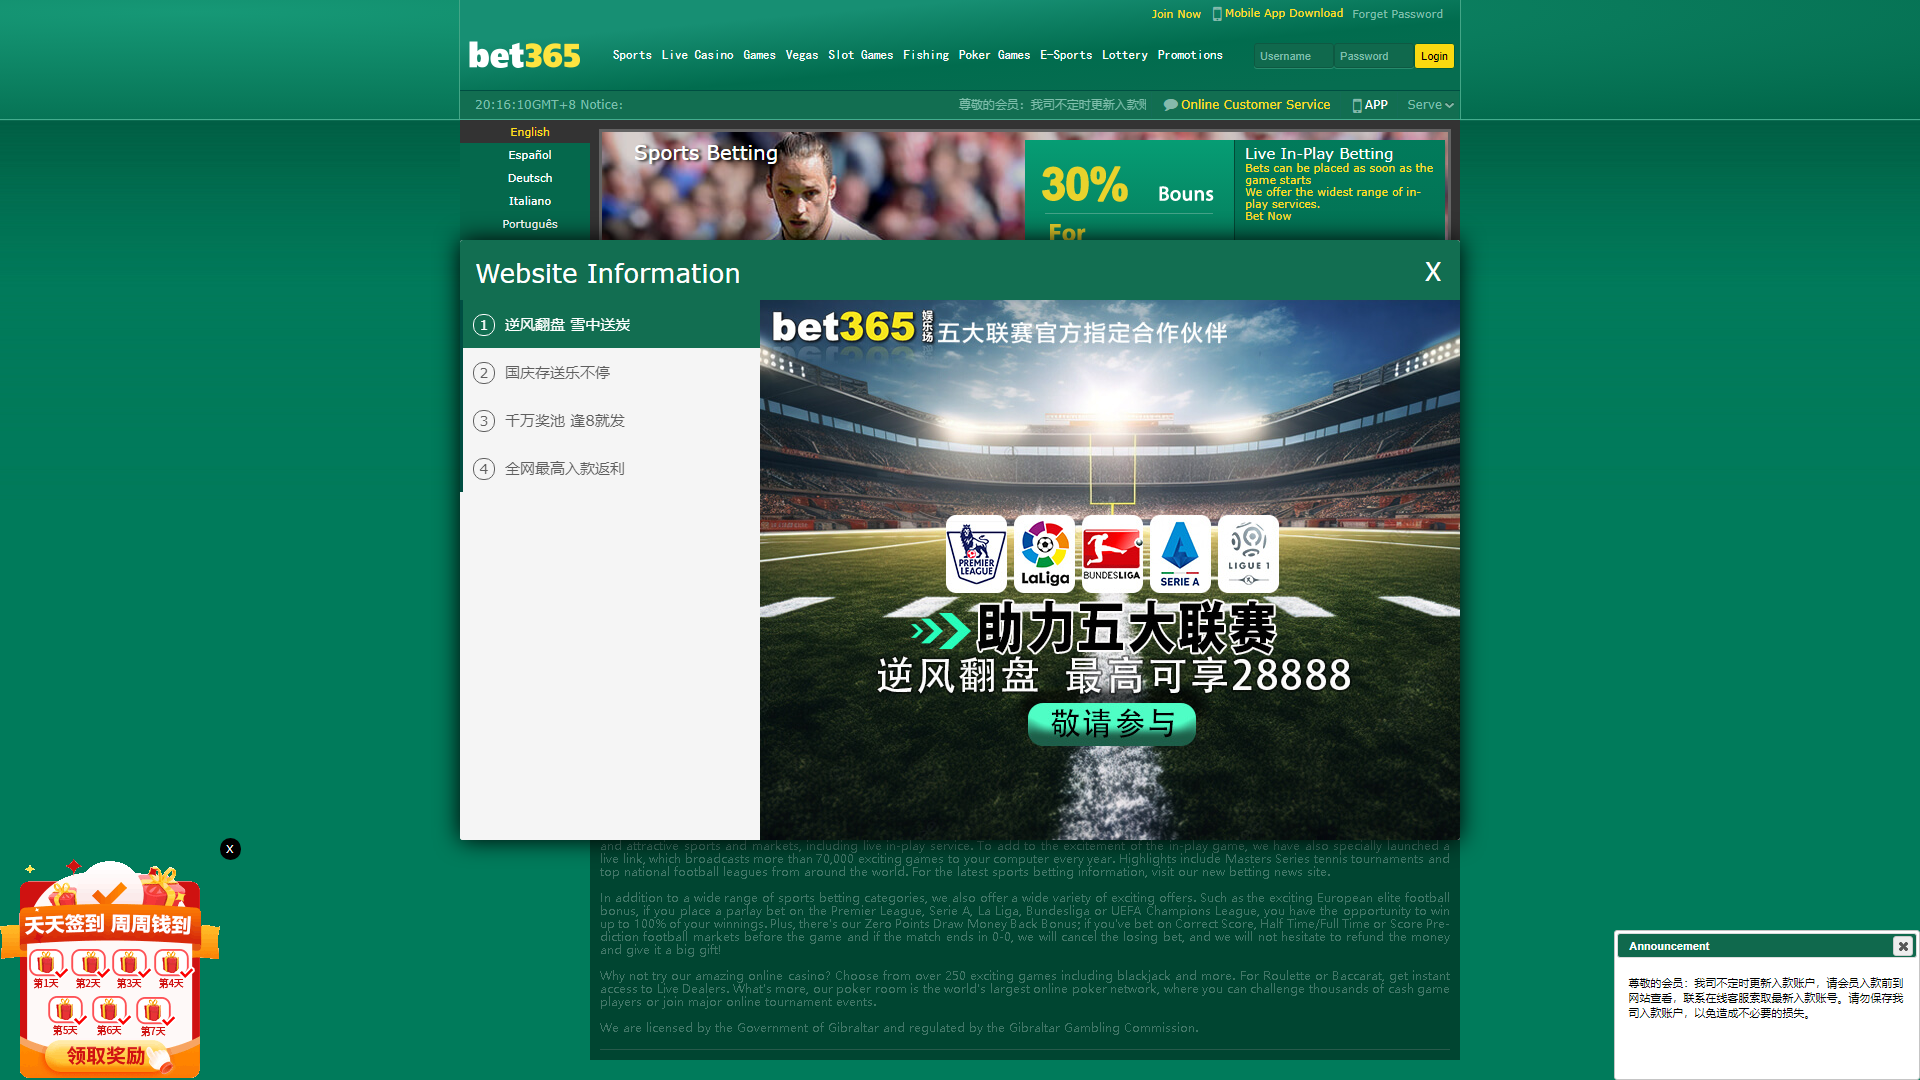 Join Now Mobile App Download Forget Password
bet365
Sports Live Casino Games Vegas Slot Games Fishing Poker Games E-Sports Lottery Promotions
Username Password Login
20:16:10GMT+8 Notice: 尊敬的会员：我司不定时更新入款账 Online Customer Service APP Serve
English
Español
Deutsch
Italiano
Português
Sports Betting
30% Bouns
For
Live In-Play Betting
Bets can be placed as soon as the
game starts
We offer the widest range of in-
play services.
Bet Now
Website Information X
1 逆风翻盘 雪中送炭
2 国庆存送乐不停
3 千万奖池 逢8就发
4 全网最高入款返利
bet365 娱乐场 五大联赛官方指定合作伙伴
PREMIER LEAGUE
LaLiga
BUNDESLIGA
SERIE A
LIGUE 1
助力五大联赛
逆风翻盘 最高可享28888
敬请参与
and attractive sports and markets, including live in-play service. To add to the excitement of the in-play game, we have also specially launched a
live link, which broadcasts more than 70,000 exciting games to your computer every year. Highlights include Masters Series tennis tournaments and
top national football leagues from around the world. For the latest sports betting information, visit our new betting news site.
In addition to a wide range of sports betting categories, we also offer a wide variety of exciting offers. Such as the exciting European elite football
bonus, if you place a parlay bet on the Premier League, Serie A, La Liga, Bundesliga or UEFA Champions League, you have the opportunity to win
up to 100% of your winnings. Plus, there's our Zero Points Draw Money Back Bonus; if you've bet on Correct Score, Half Time/Full Time or Score Pre-
diction football markets before the game and if the match ends in 0-0, we will cancel the losing bet, and we will not hesitate to refund the money
and give it a big gift!
Why not try our amazing online casino? Choose from over 250 exciting games including blackjack and more. For Roulette or Baccarat, get instant
access to Live Dealers. What's more, our poker room is the world's largest online poker network, where you can challenge thousands of cash game
players or join major online tournament events.
We are licensed by the Government of Gibraltar and regulated by the Gibraltar Gambling Commission.
X
天天签到 周周钱到
第1天 第2天 第3天 第4天
第5天 第6天 第7天
领取奖励
Announcement
尊敬的会员：我司不定时更新入款账户，请会员入款前到
网站查看，联系在线客服索取最新入款账号。请勿保存我
司入款账户，以免造成不必要的损失。